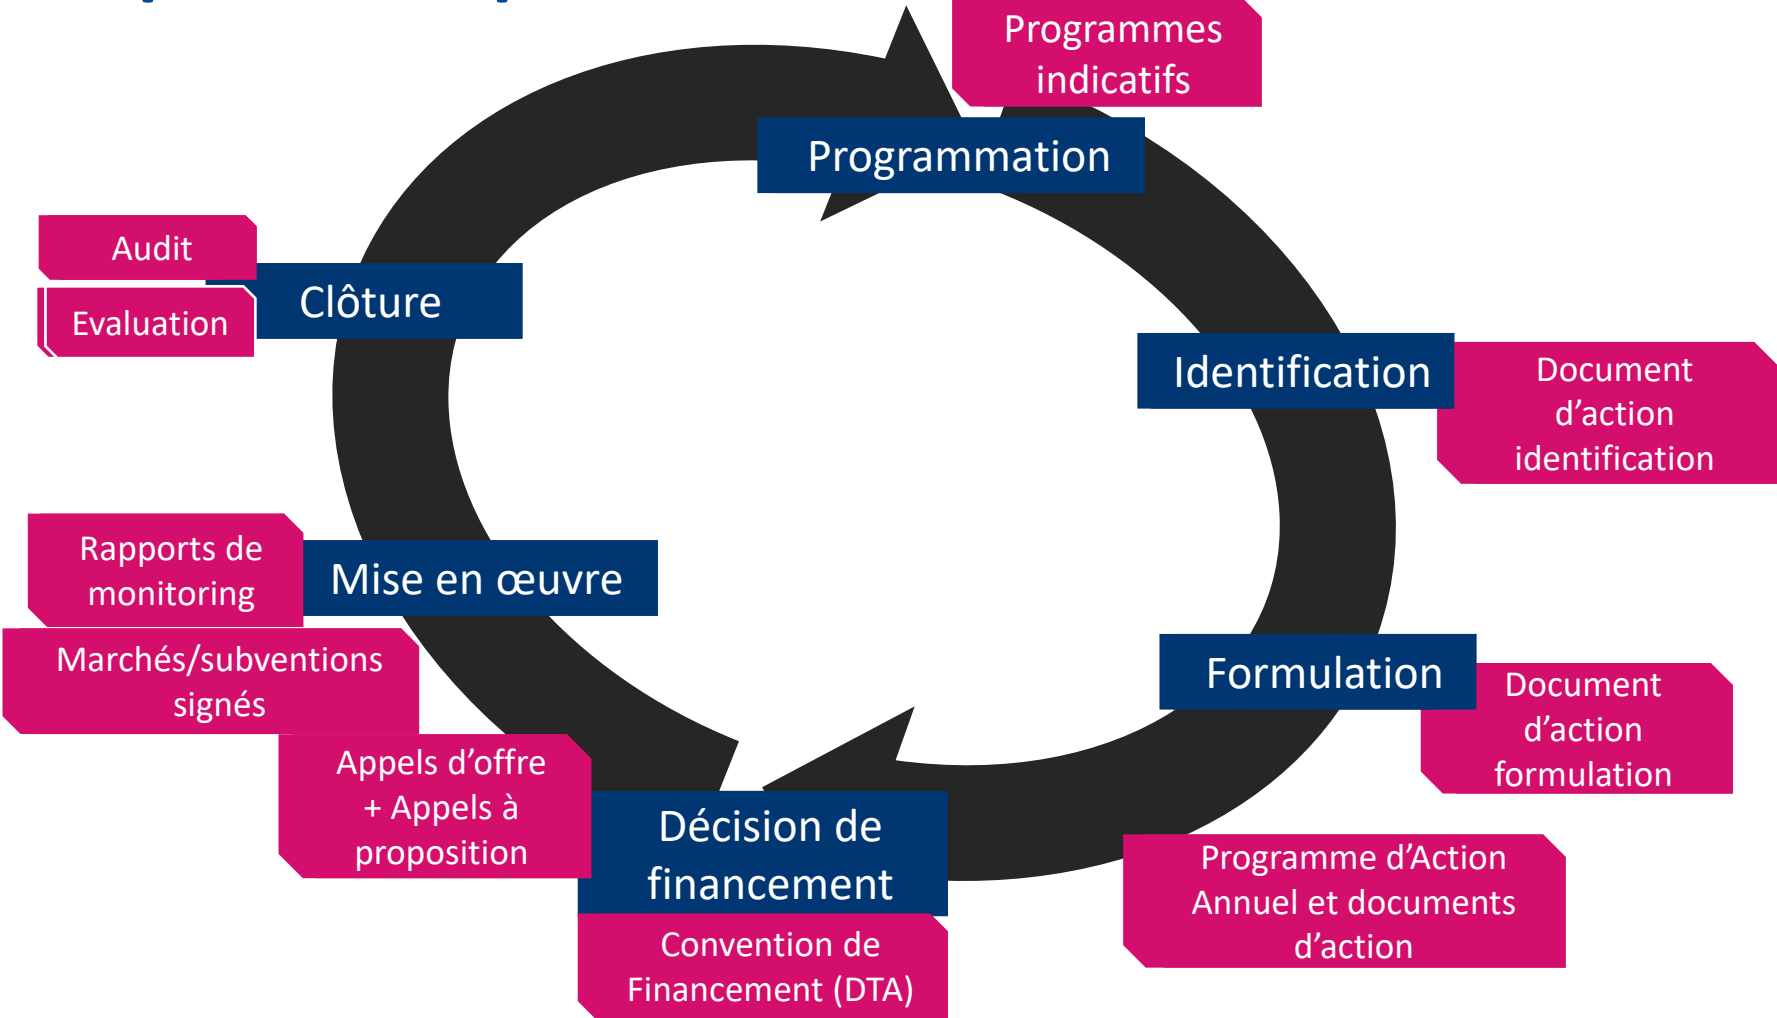 Programmes
indicatifs
Programmation
Audit
Clôture
Evaluation
Identification
Document
d’action
identification
Rapports de
monitoring
Mise en œuvre
Marchés/subventions
signés
Formulation
Document
d’action
formulation
Appels d’offre
+ Appels à
proposition
Décision de
financement
Programme d’Action
Annuel et documents
d’action
Convention de
Financement (DTA)